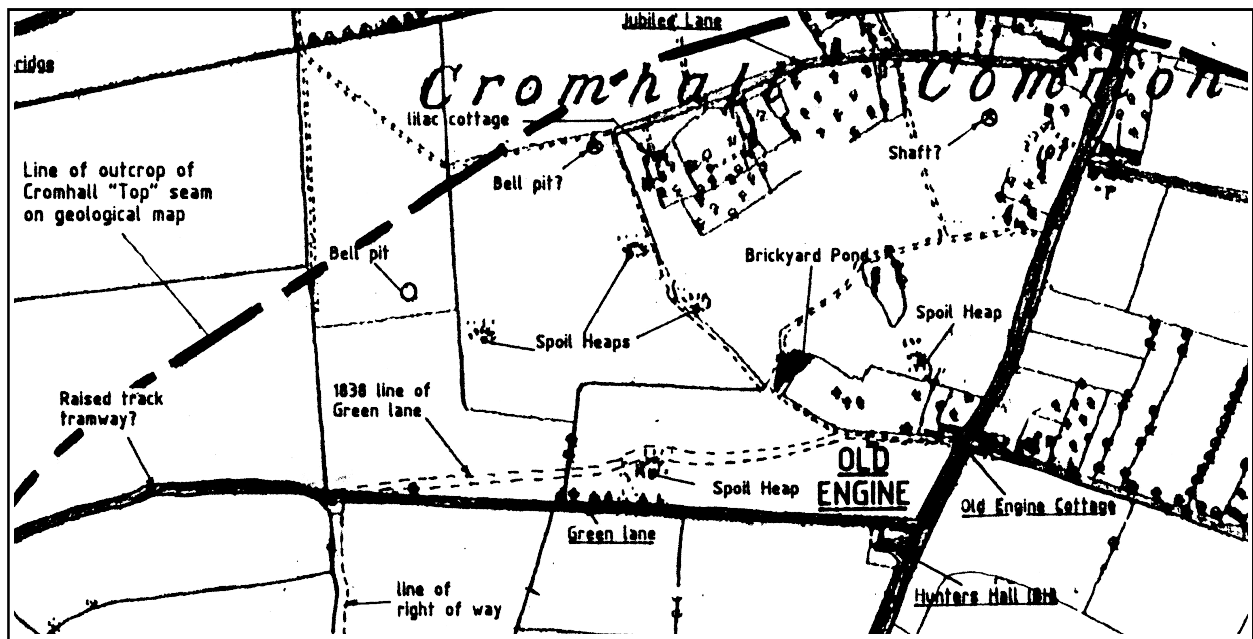 Jubilee Lane
ridge
Cromhall Common
lilac cottage
Shaft?
Line of outcrop of
Cromhall "Top" seam
on geological map
Bell pit?
Bell pit
Brickyard Ponds
Spoil Heap
Spoil Heaps
Raised track
tramway?
1838 line of
Green lane
OLD
ENGINE
Spoil Heap
Old Engine Cottage
Green lane
line of
right of way
Hunters Hall (BH)